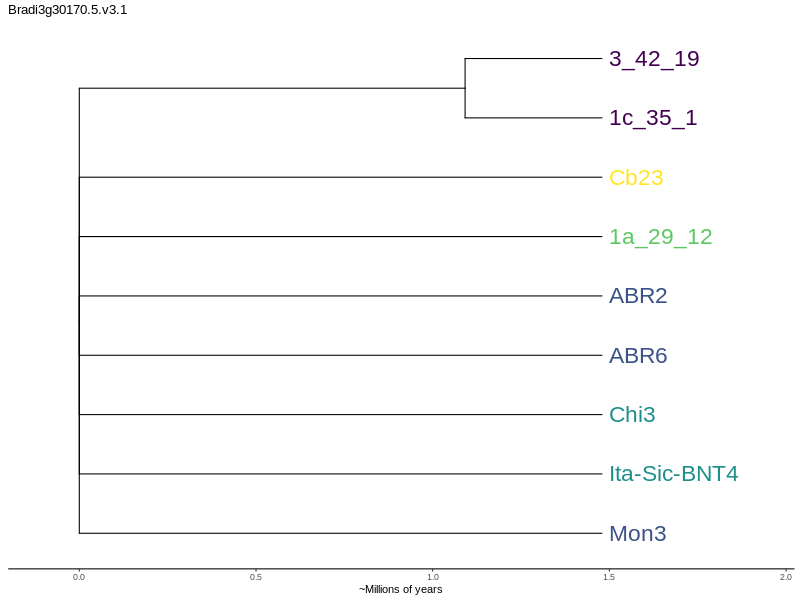 Bradi3g30170.5.v3.1
3_42_19
1c_35_1
Cb23
1a_29_12
ABR2
ABR6
Chi3
Ita-Sic-BNT4
Mon3
0.0 0.5 1.0 1.5 2.0
~Millions of years